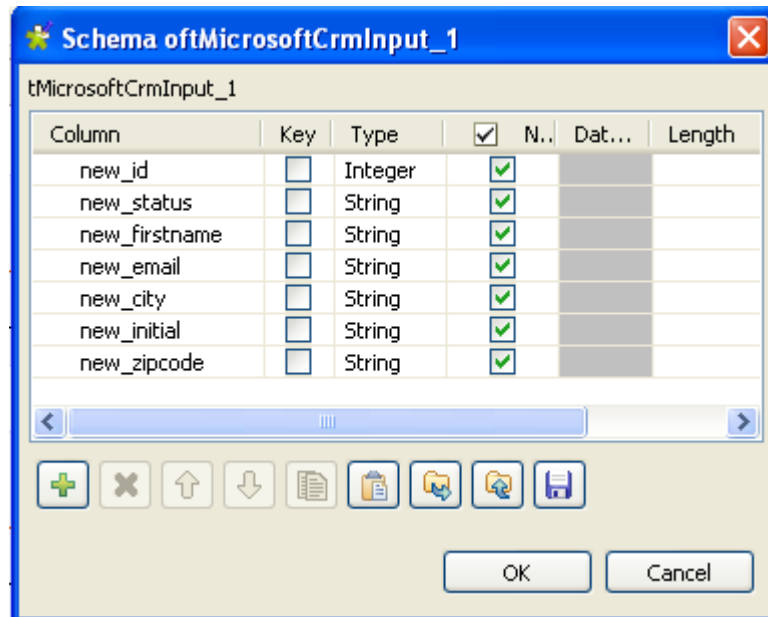 Schema oftMicrosoftCrmInput_1
tMicrosoftCrmInput_1
Column Key Type N.. Dat... Length
new_id Integer
new_status String
new_firstname String
new_email String
new_city String
new_initial String
new_zipcode String
OK Cancel